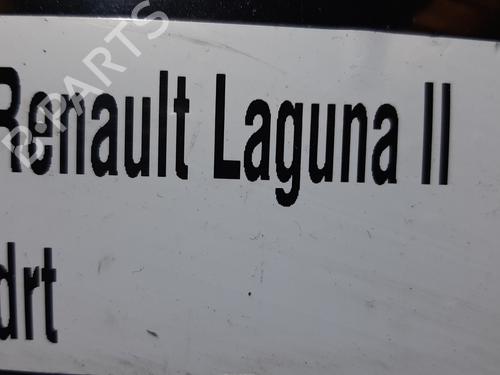 B-PARTS
Renault Laguna II
drt